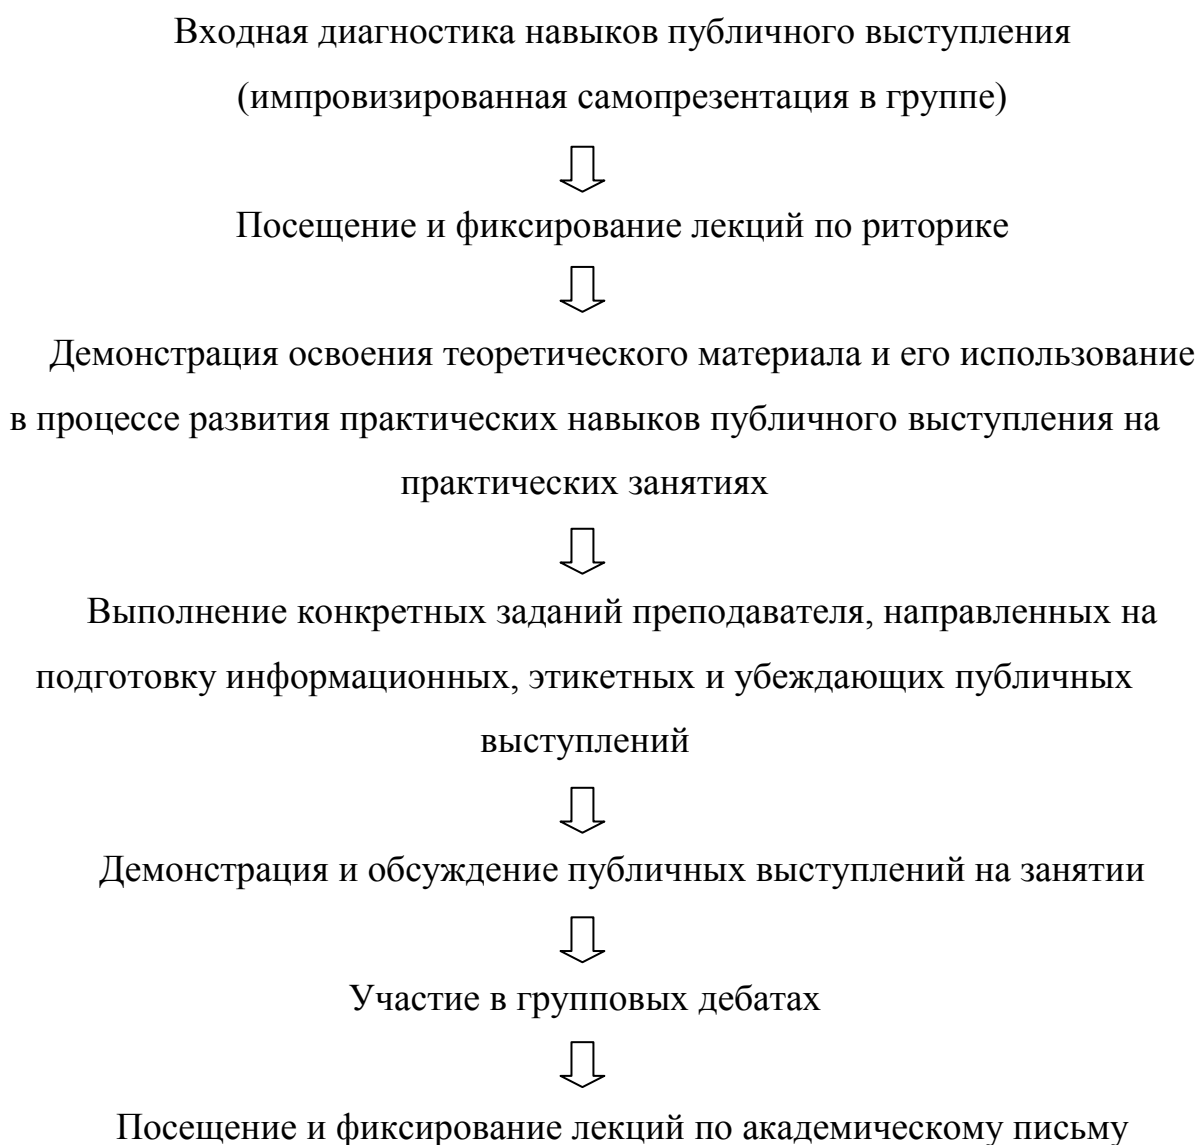 Входная диагностика навыков публичного выступления
(импровизированная самопрезентация в группе)
Посещение и фиксирование лекций по риторике
Демонстрация освоения теоретического материала и его использование
в процессе развития практических навыков публичного выступления на
практических занятиях
Выполнение конкретных заданий преподавателя, направленных на
подготовку информационных, этикетных и убеждающих публичных
выступлений
Демонстрация и обсуждение публичных выступлений на занятии
Участие в групповых дебатах
Посещение и фиксирование лекций по академическому письму